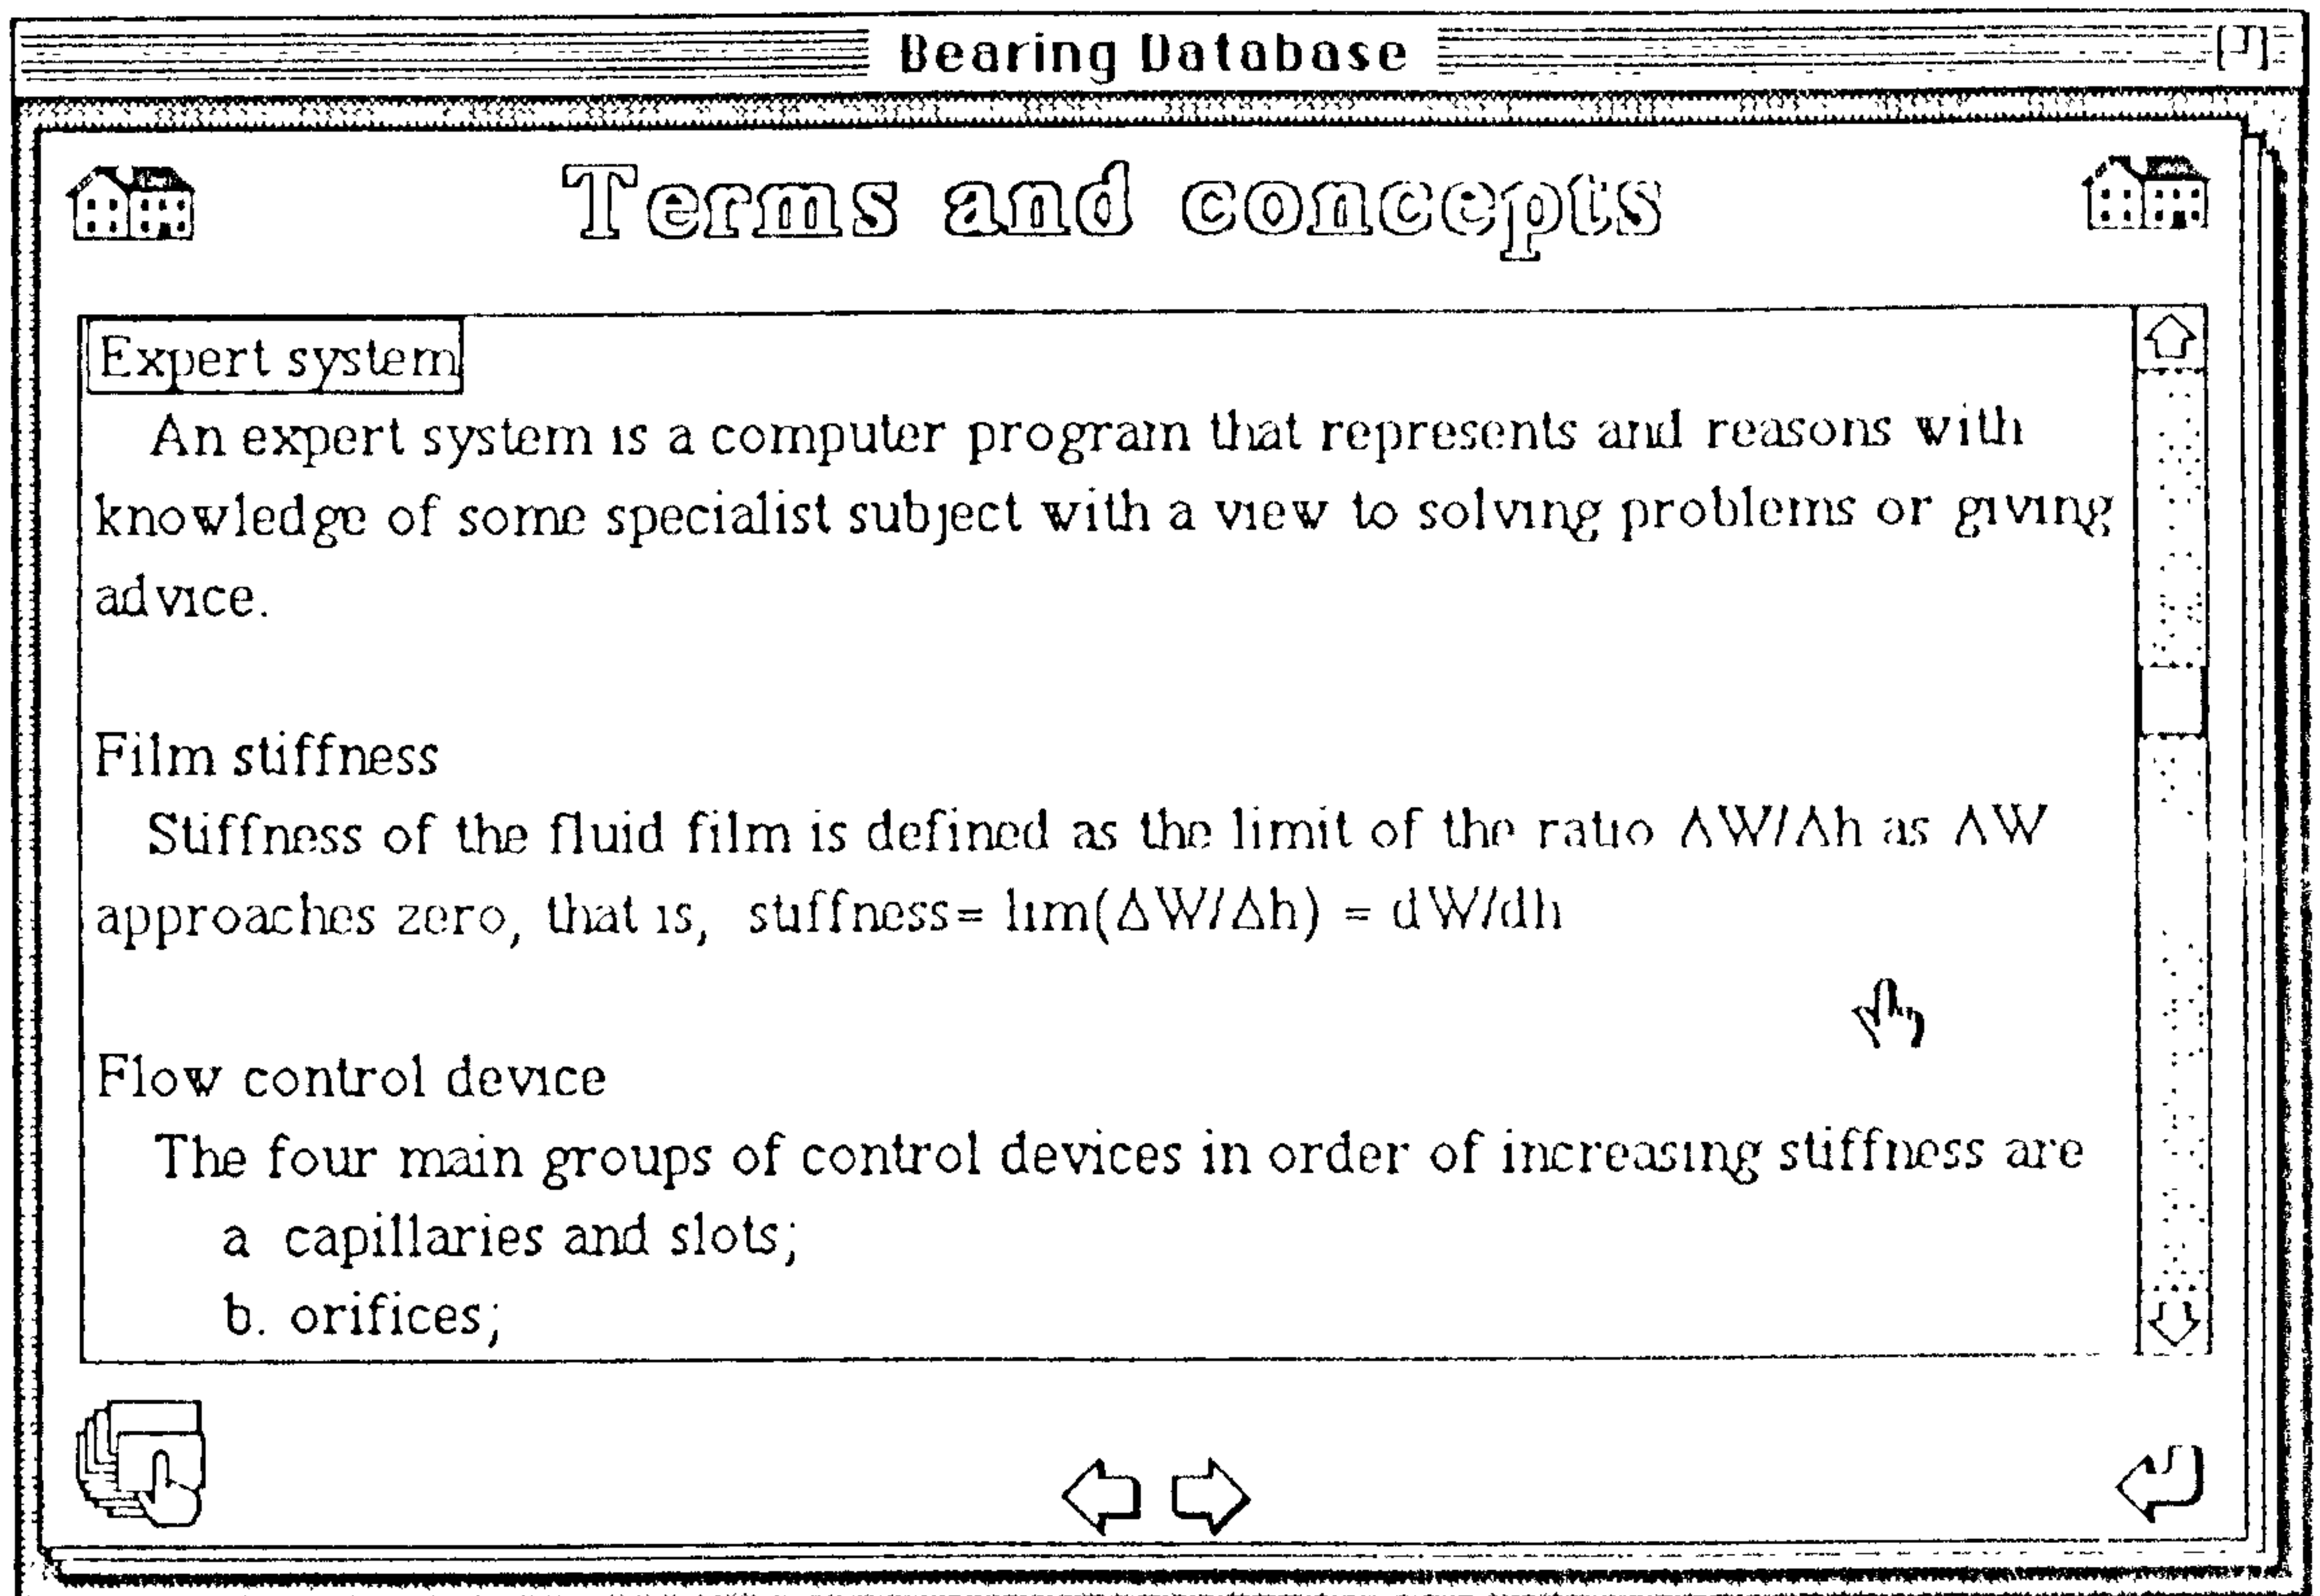 Bearing Database
Terms and concepts
Expert system
An expert system is a computer program that represents and reasons with
knowledge of some specialist subject with a view to solving problems or giving
advice.
Film stiffness
Stiffness of the fluid film is defined as the limit of the ratio ΔW/Δh as ΔW
approaches zero, that is, stiffness= lim(ΔW/Δh) = dW/dh
Flow control device
The four main groups of control devices in order of increasing stiffness are
a capillaries and slots;
b. orifices;